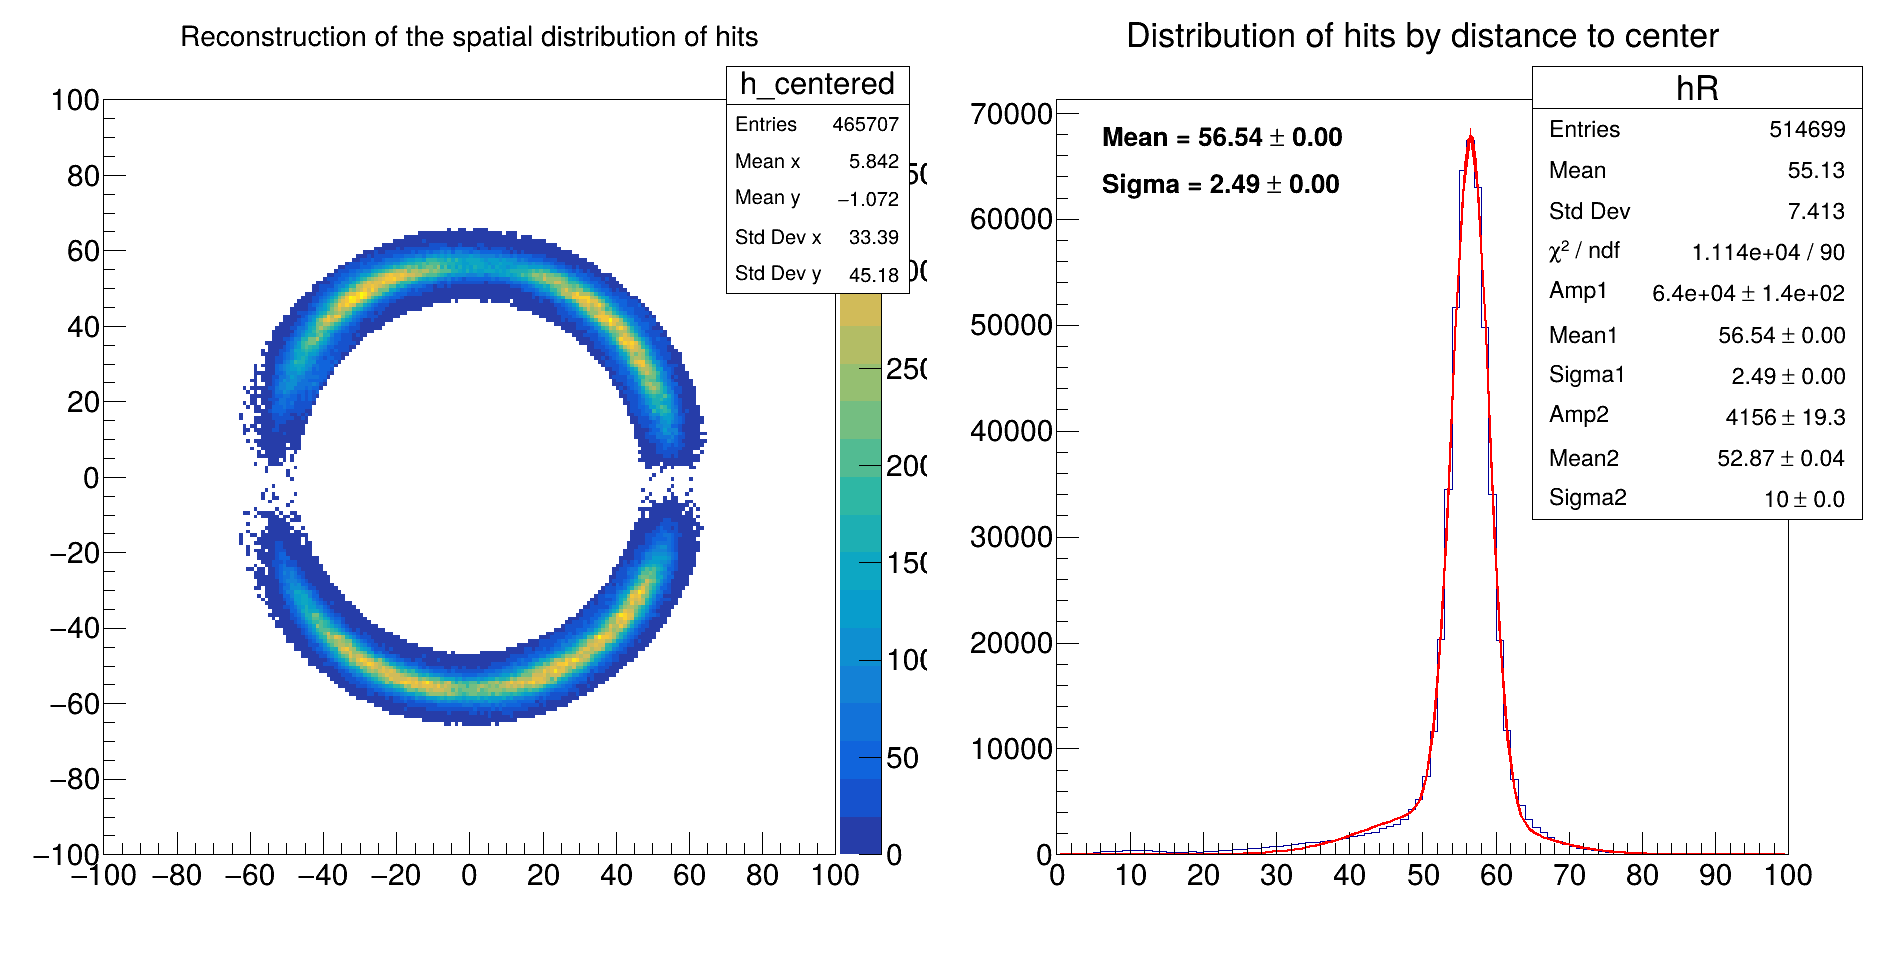 Reconstruction of the spatial distribution of hits
h_centered
Entries 465707
Mean x 5.842
Mean y −1.072
Std Dev x 33.39
Std Dev y 45.18
100
80
60
40
20
0
−20
−40
−60
−80
−100
−100 −80 −60 −40 −20 0 20 40 60 80 100
50
0
Distribution of hits by distance to center
hR
Entries 514699
Mean 55.13
Std Dev 7.413
χ² / ndf 1.114e+04 / 90
Amp1 6.4e+04 ± 1.4e+02
Mean1 56.54 ± 0.00
Sigma1 2.49 ± 0.00
Amp2 4156 ± 19.3
Mean2 52.87 ± 0.04
Sigma2 10 ± 0.0
Mean = 56.54 ± 0.00
Sigma = 2.49 ± 0.00
70000
60000
50000
40000
30000
20000
10000
0
0 10 20 30 40 50 60 70 80 90 100